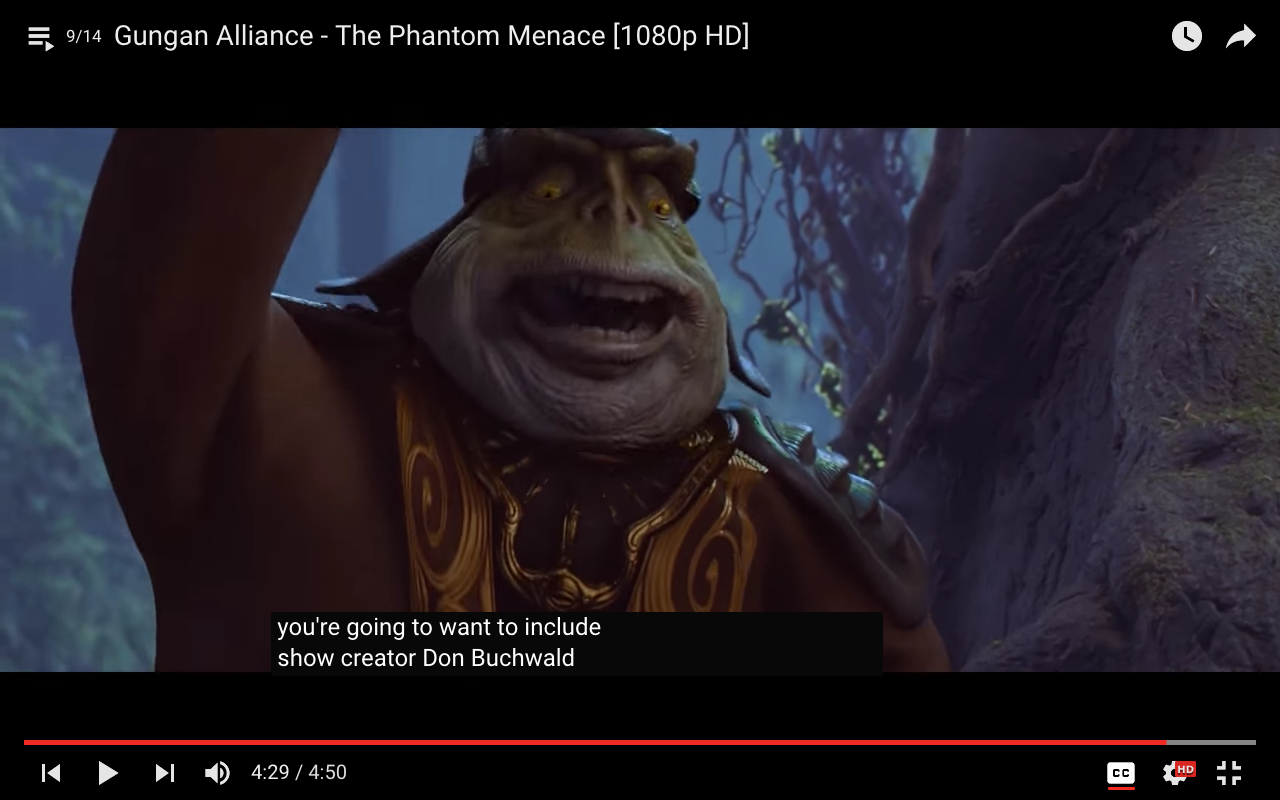 9/14 Gungan Alliance - The Phantom Menace [1080p HD]
you're going to want to include
show creator Don Buchwald
4:29 / 4:50
CC
HD